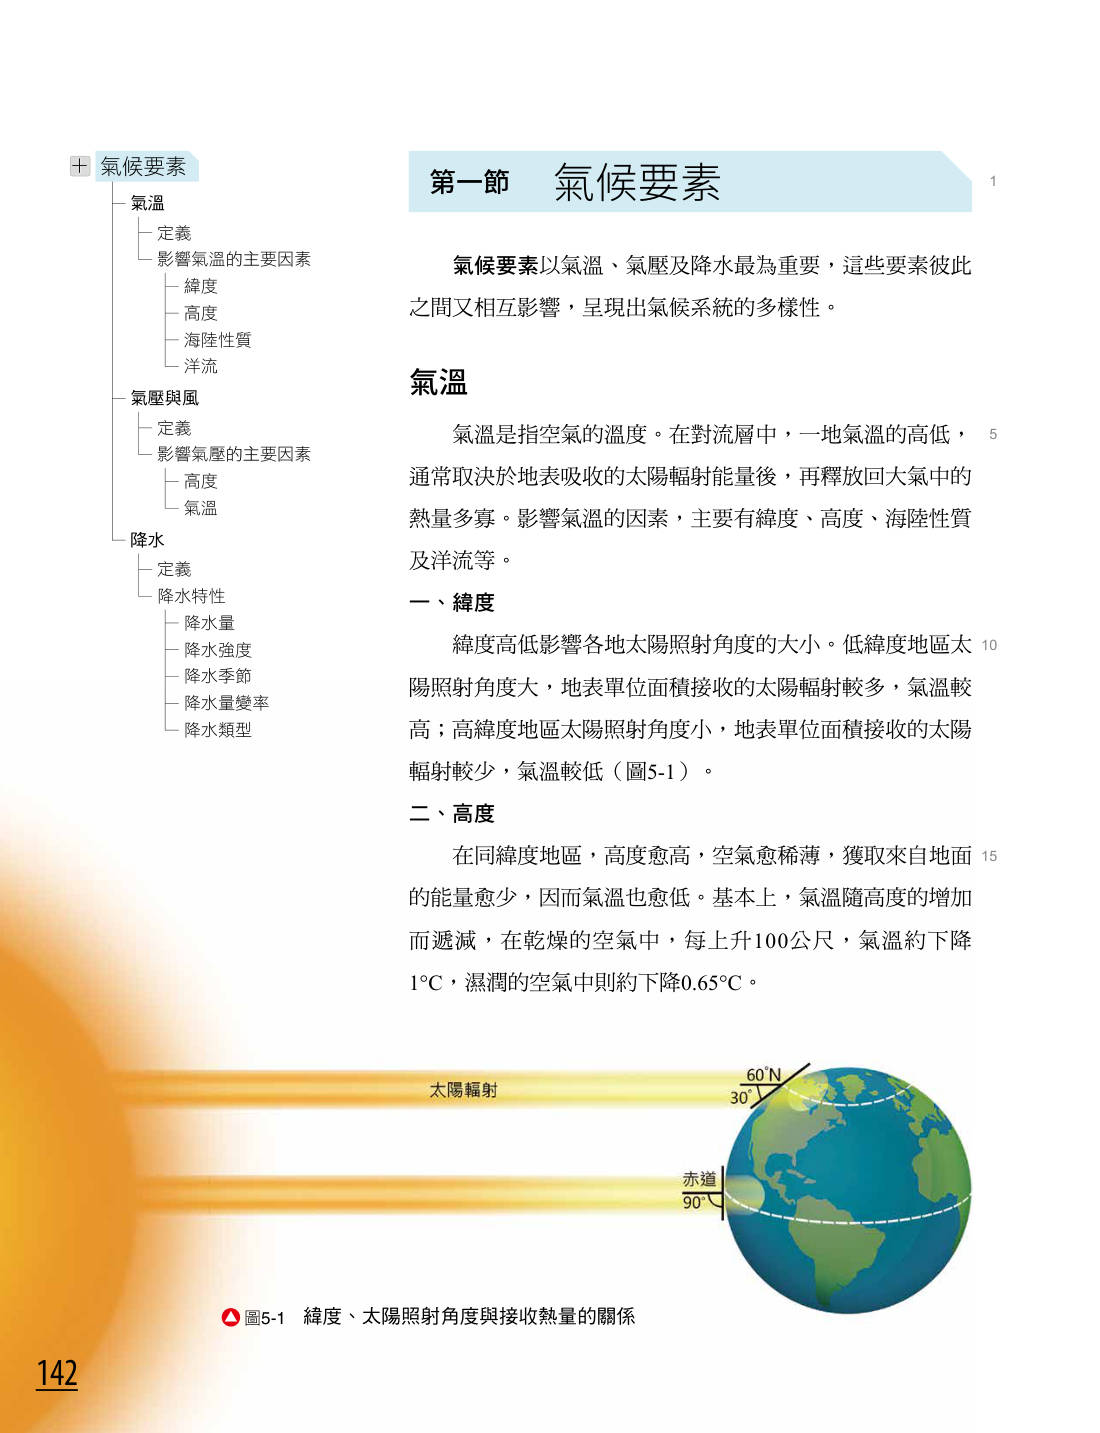 氣候要素
氣溫
定義
影響氣溫的主要因素
緯度
高度
海陸性質
洋流
氣壓與風
定義
影響氣壓的主要因素
高度
氣溫
降水
定義
降水特性
降水量
降水強度
降水季節
降水量變率
降水類型
第一節 氣候要素
1
氣候要素以氣溫、氣壓及降水最為重要，這些要素彼此
之間又相互影響，呈現出氣候系統的多樣性。
氣溫
氣溫是指空氣的溫度。在對流層中，一地氣溫的高低，
5
通常取決於地表吸收的太陽輻射能量後，再釋放回大氣中的
熱量多寡。影響氣溫的因素，主要有緯度、高度、海陸性質
及洋流等。
一、緯度
緯度高低影響各地太陽照射角度的大小。低緯度地區太
10
陽照射角度大，地表單位面積接收的太陽輻射較多，氣溫較
高；高緯度地區太陽照射角度小，地表單位面積接收的太陽
輻射較少，氣溫較低（圖5-1）。
二、高度
在同緯度地區，高度愈高，空氣愈稀薄，獲取來自地面
15
的能量愈少，因而氣溫也愈低。基本上，氣溫隨高度的增加
而遞減，在乾燥的空氣中，每上升100公尺，氣溫約下降
1°C，濕潤的空氣中則約下降0.65°C。
太陽輻射
60°N
30°
赤道
90°
圖5-1 緯度、太陽照射角度與接收熱量的關係
142